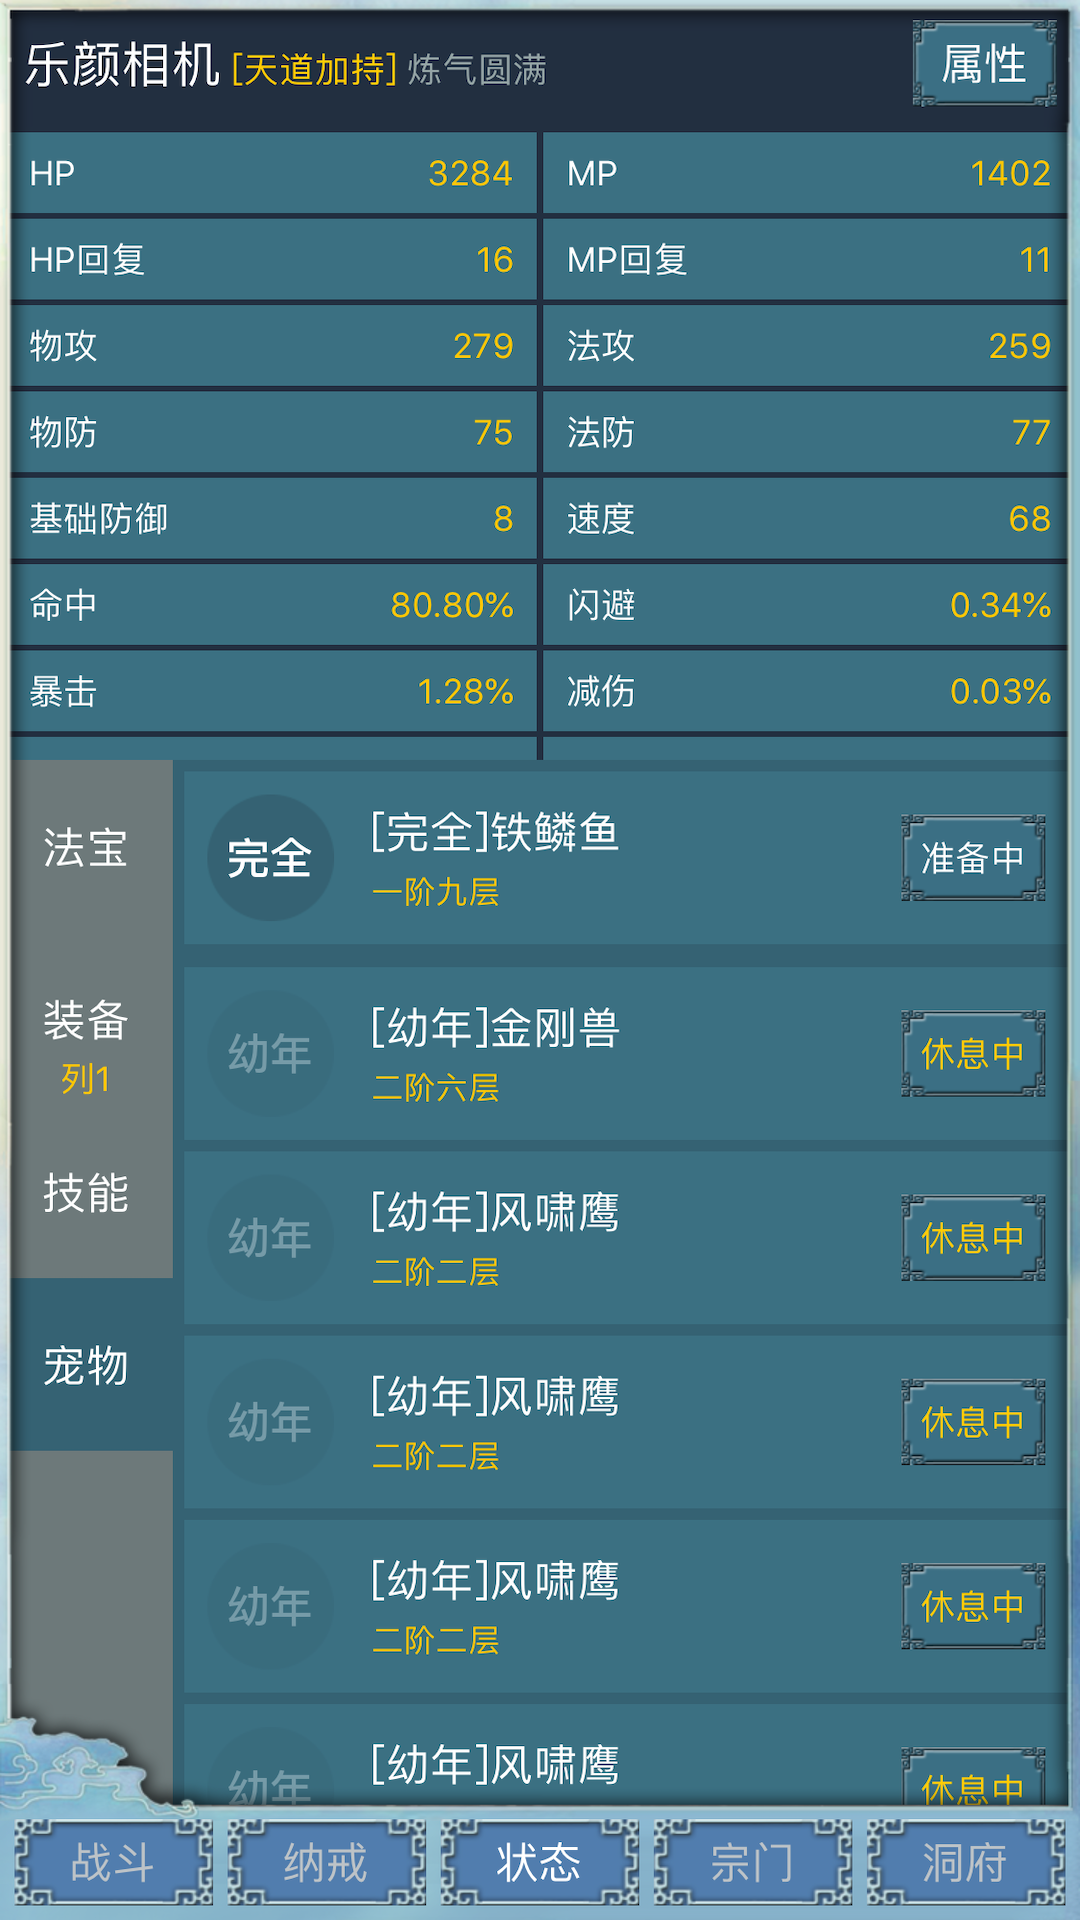 乐颜相机 [天道加持] 炼气圆满 属性
HP 3284 MP 1402
HP回复 16 MP回复 11
物攻 279 法攻 259
物防 75 法防 77
基础防御 8 速度 68
命中 80.80% 闪避 0.34%
暴击 1.28% 减伤 0.03%
法宝
装备
列1
技能
宠物
完全 [完全]铁鳞鱼 准备中
一阶九层
幼年 [幼年]金刚兽 休息中
二阶六层
幼年 [幼年]风啸鹰 休息中
二阶二层
幼年 [幼年]风啸鹰 休息中
二阶二层
幼年 [幼年]风啸鹰 休息中
二阶二层
幼年 [幼年]风啸鹰 休息中
战斗 纳戒 状态 宗门 洞府